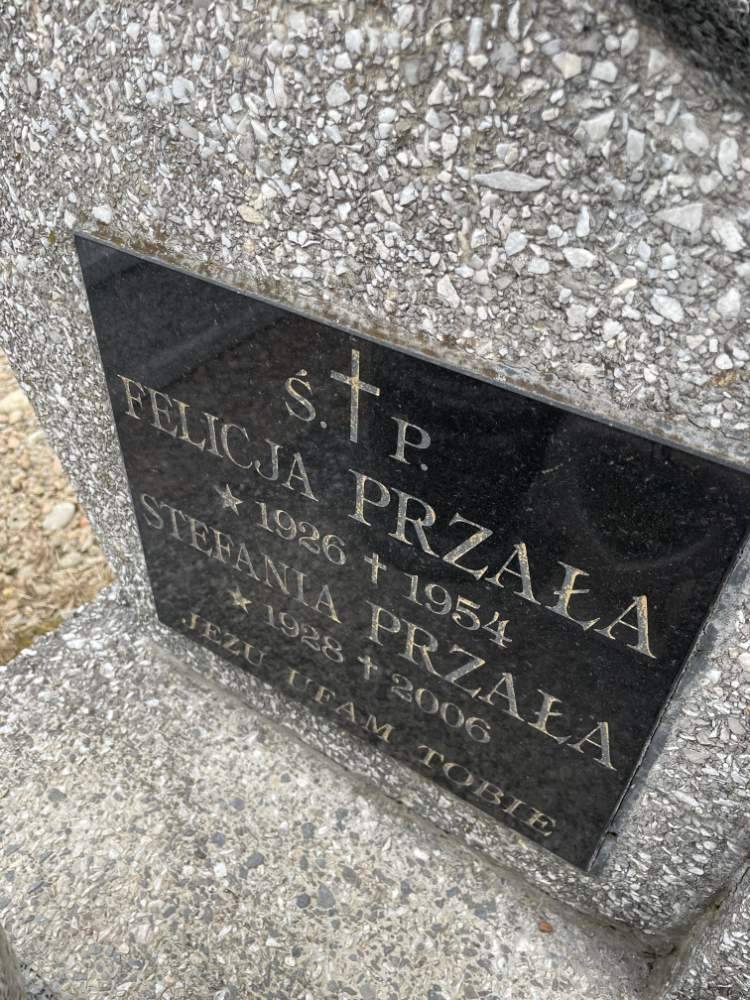 Ś. † P.
FELICJA PRZAŁA
★ 1926 † 1954
STEFANIA PRZAŁA
★ 1928 † 2006
JEZU UFAM TOBIE